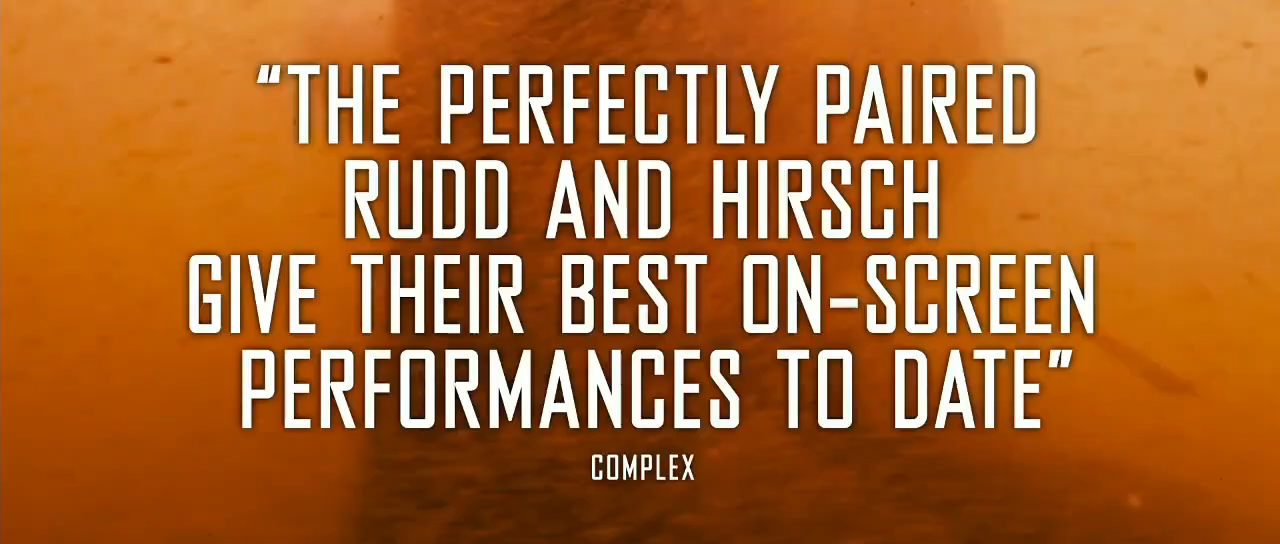 “THE PERFECTLY PAIRED
RUDD AND HIRSCH
GIVE THEIR BEST ON-SCREEN
PERFORMANCES TO DATE”
COMPLEX